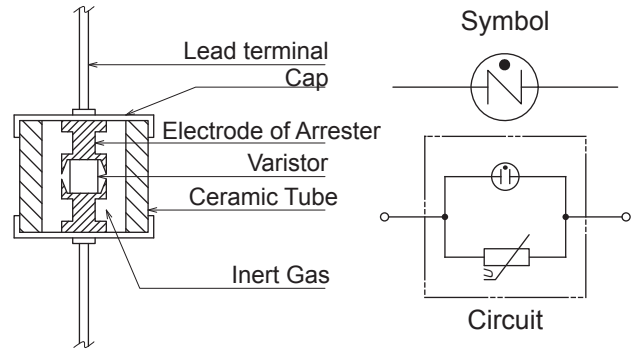 Symbol
Lead terminal
Cap
Electrode of Arrester
Varistor
Ceramic Tube
Inert Gas
Circuit